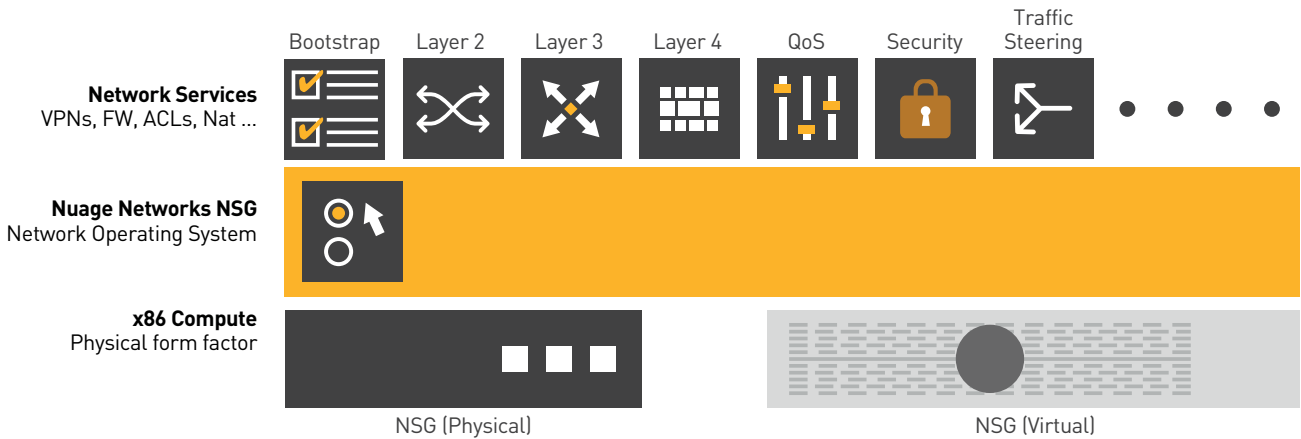 Bootstrap
Layer 2
Layer 3
Layer 4
QoS
Security
Traffic
Steering
Network Services
VPNs, FW, ACLs, Nat ...
Nuage Networks NSG
Network Operating System
x86 Compute
Physical form factor
NSG (Physical)
NSG (Virtual)